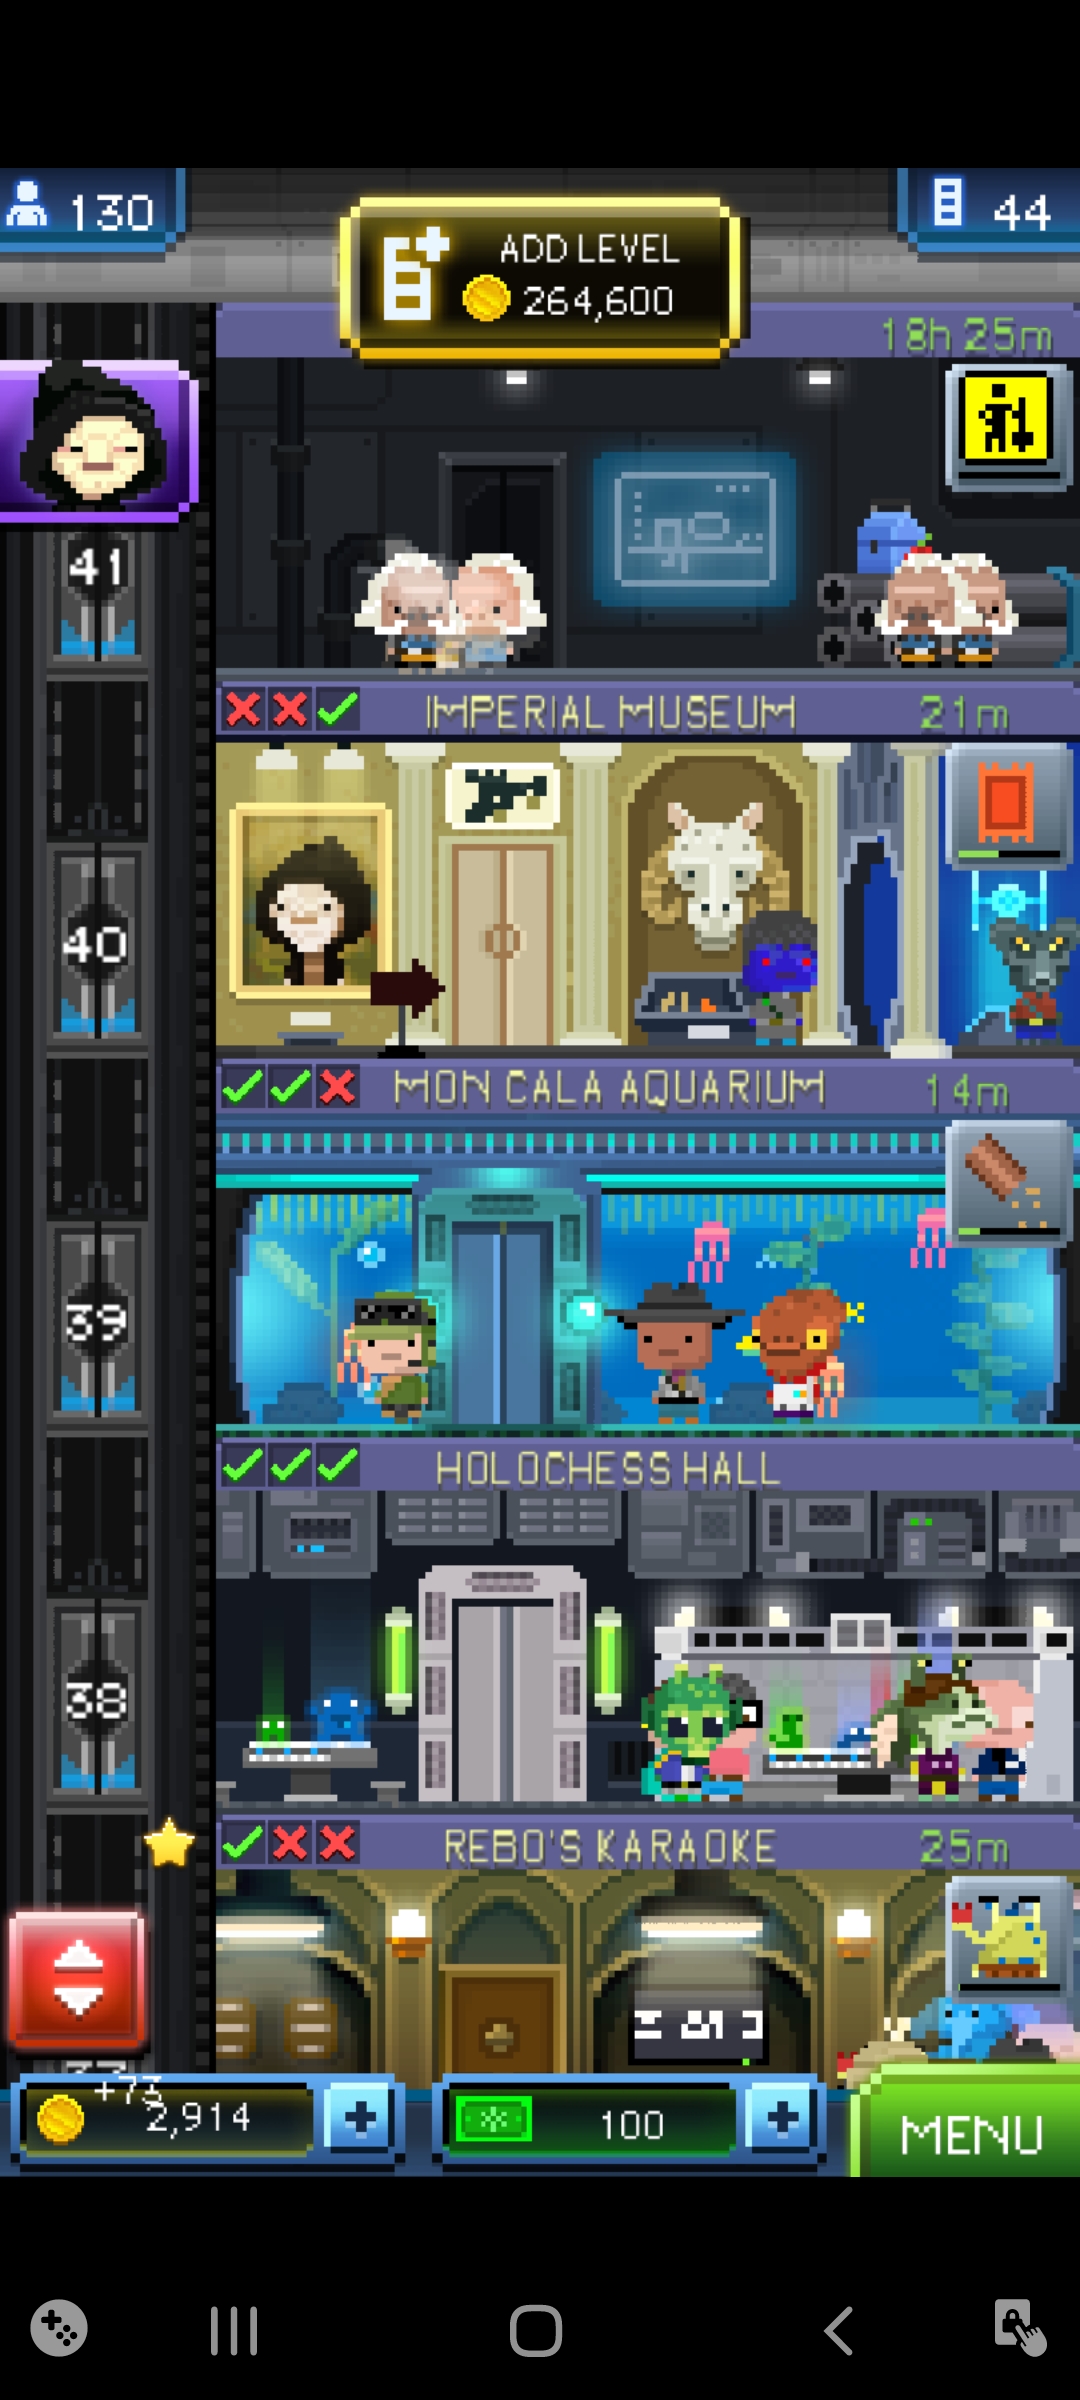 130
ADD LEVEL
264,600
44
18h 25m
41
IMPERIAL MUSEUM 21m
40
MON CALA AQUARIUM 14m
39
HOLOCHESS HALL
38
REBO'S KARAOKE 25m
+73
2,914
100
MENU